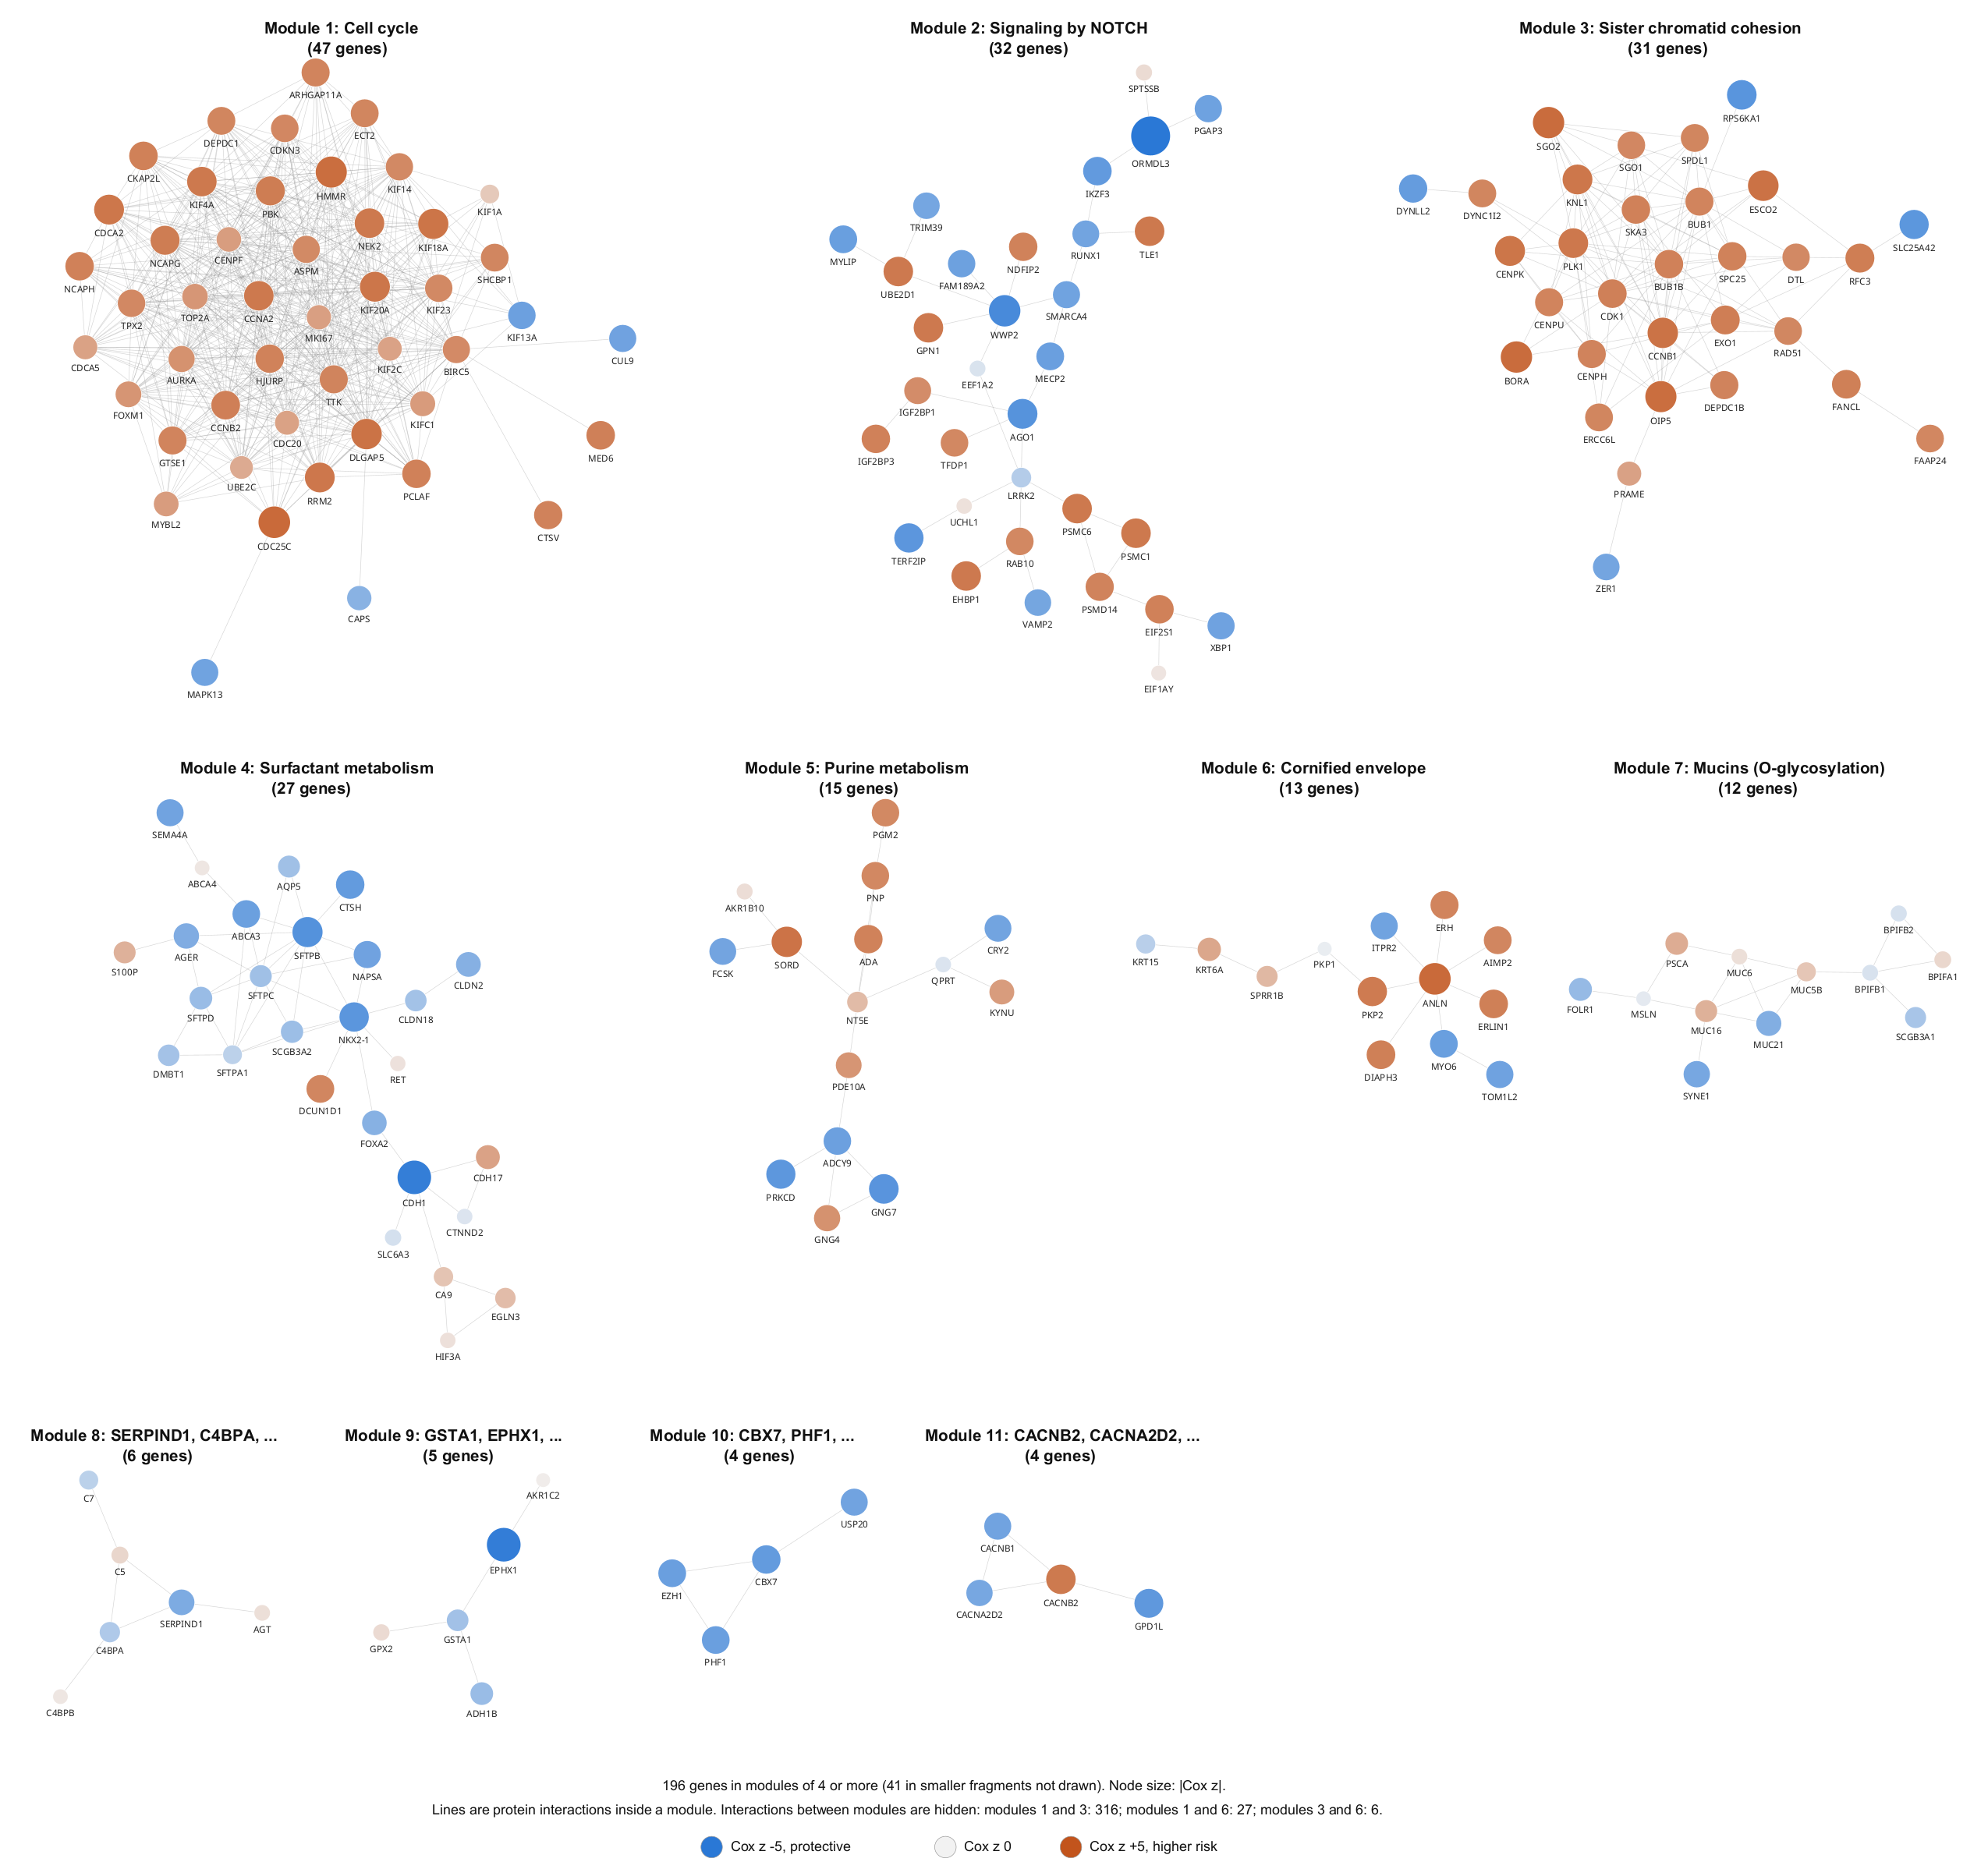 Module 1: Cell cycle
(47 genes)
ARHGAP11A
ECT2
DEPDC1
CDKN3
CKAP2L
KIF4A
PBK
HMMR
KIF14
KIF1A
CDCA2
NCAPG
CENPF
ASPM
NEK2
KIF18A
NCAPH
SHCBP1
TPX2
TOP2A
CCNA2
KIF20A
KIF23
MKI67
KIF13A
CDCA5
AURKA
HJURP
KIF2C
BIRC5
CUL9
FOXM1
TTK
CCNB2
CDC20
KIFC1
GTSE1
DLGAP5
MED6
UBE2C
RRM2
PCLAF
MYBL2
CDC25C
CTSV
CAPS
MAPK13
Module 2: Signaling by NOTCH
(32 genes)
SPTSSB
PGAP3
ORMDL3
IKZF3
TRIM39
MYLIP
RUNX1
TLE1
NDFIP2
FAM189A2
UBE2D1
SMARCA4
WWP2
GPN1
MECP2
EEF1A2
IGF2BP1
AGO1
IGF2BP3
TFDP1
LRRK2
UCHL1
PSMC6
TERF2IP
PSMC1
RAB10
EHBP1
PSMD14
VAMP2
EIF2S1
XBP1
EIF1AY
Module 3: Sister chromatid cohesion
(31 genes)
RPS6KA1
SGO2
SGO1
SPDL1
DYNLL2
DYNC1I2
KNL1
ESCO2
SKA3
BUB1
SLC25A42
CENPK
PLK1
BUB1B
SPC25
DTL
RFC3
CENPU
CDK1
EXO1
RAD51
CCNB1
BORA
CENPH
DEPDC1B
FANCL
OIP5
ERCC6L
FAAP24
PRAME
ZER1
Module 4: Surfactant metabolism
(27 genes)
SEMA4A
ABCA4
AQP5
CTSH
ABCA3
SFTPB
AGER
S100P
NAPSA
CLDN2
SFTPC
SFTPD
CLDN18
NKX2-1
SCGB3A2
DMBT1
SFTPA1
RET
DCUN1D1
FOXA2
CDH17
CDH1
CTNND2
SLC6A3
CA9
EGLN3
HIF3A
Module 5: Purine metabolism
(15 genes)
PGM2
PNP
AKR1B10
CRY2
FCSK
SORD
ADA
QPRT
KYNU
NT5E
PDE10A
ADCY9
PRKCD
GNG7
GNG4
Module 6: Cornified envelope
(13 genes)
ERH
ITPR2
KRT15
KRT6A
PKP1
AIMP2
SPRR1B
PKP2
ANLN
ERLIN1
DIAPH3
MYO6
TOM1L2
Module 7: Mucins (O-glycosylation)
(12 genes)
BPIFB2
PSCA
MUC6
BPIFA1
MUC5B
BPIFB1
FOLR1
MSLN
MUC16
MUC21
SCGB3A1
SYNE1
Module 8: SERPIND1, C4BPA, ...
(6 genes)
C7
C5
SERPIND1
AGT
C4BPA
C4BPB
Module 9: GSTA1, EPHX1, ...
(5 genes)
AKR1C2
EPHX1
GSTA1
GPX2
ADH1B
Module 10: CBX7, PHF1, ...
(4 genes)
USP20
CBX7
EZH1
PHF1
Module 11: CACNB2, CACNA2D2, ...
(4 genes)
CACNB1
CACNB2
CACNA2D2
GPD1L
196 genes in modules of 4 or more (41 in smaller fragments not drawn). Node size: |Cox z|.
Lines are protein interactions inside a module. Interactions between modules are hidden: modules 1 and 3: 316; modules 1 and 6: 27; modules 3 and 6: 6.
Cox z -5, protective
Cox z 0
Cox z +5, higher risk